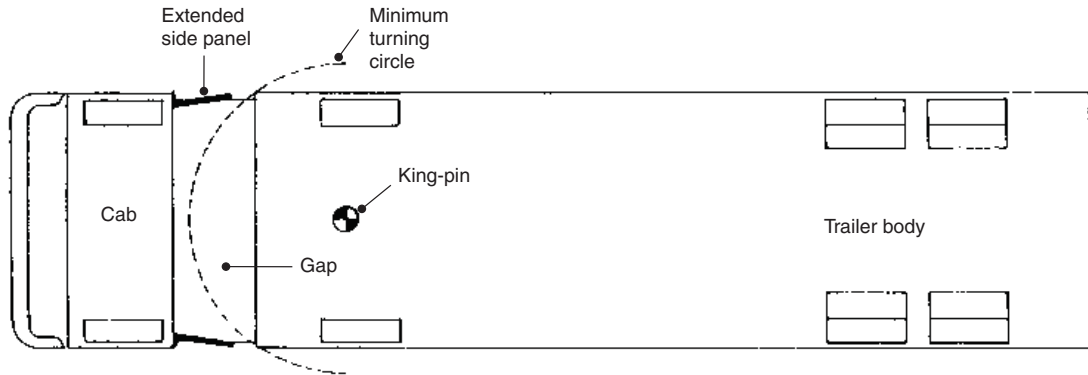 Extended
side panel
Minimum
turning
circle
King-pin
Cab
Trailer body
Gap